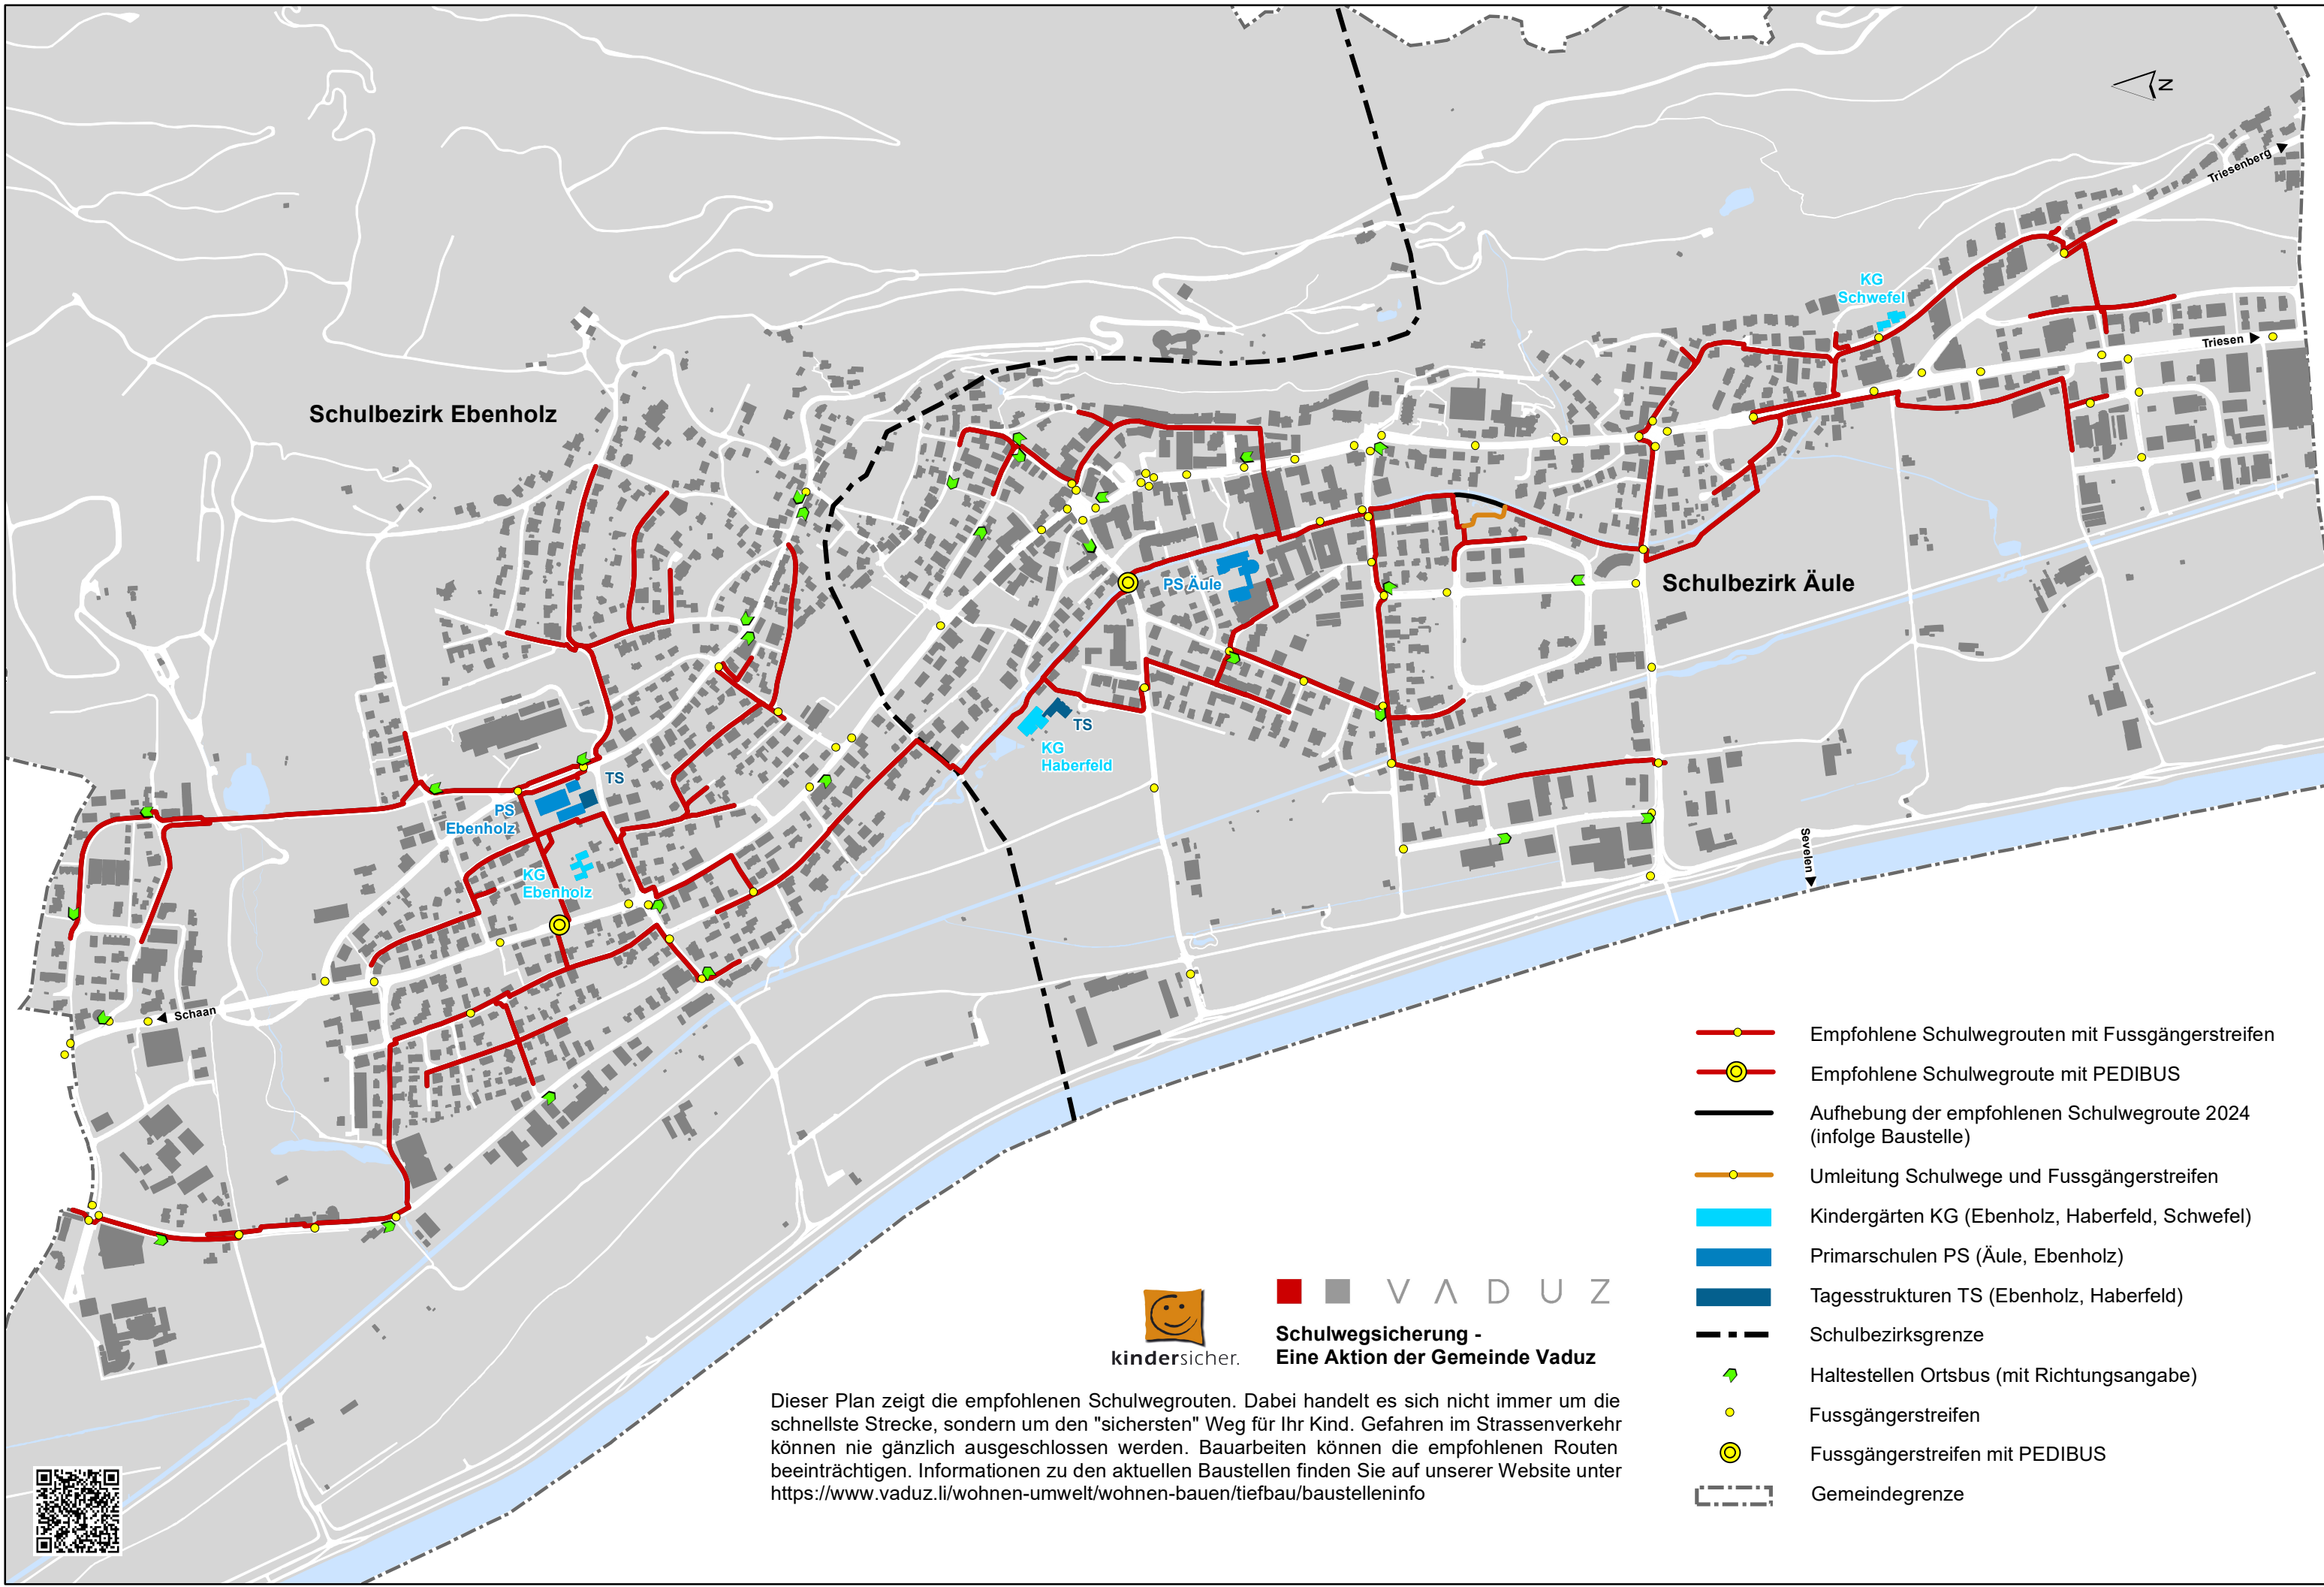 N
Triesenberg
KG
Schwefel
Triesen
Schulbezirk Ebenholz
PS Äule
Schulbezirk Äule
TS
KG
Haberfeld
TS
PS
Ebenholz
KG
Ebenholz
Sevelen
Schaan
Empfohlene Schulwegrouten mit Fussgängerstreifen
Empfohlene Schulwegroute mit PEDIBUS
Aufhebung der empfohlenen Schulwegroute 2024
(infolge Baustelle)
Umleitung Schulwege und Fussgängerstreifen
Kindergärten KG (Ebenholz, Haberfeld, Schwefel)
Primarschulen PS (Äule, Ebenholz)
Tagesstrukturen TS (Ebenholz, Haberfeld)
Schulbezirksgrenze
Haltestellen Ortsbus (mit Richtungsangabe)
Fussgängerstreifen
Fussgängerstreifen mit PEDIBUS
Gemeindegrenze
VADUZ
kindersicher.
Schulwegsicherung -
Eine Aktion der Gemeinde Vaduz
Dieser Plan zeigt die empfohlenen Schulwegrouten. Dabei handelt es sich nicht immer um die
schnellste Strecke, sondern um den "sichersten" Weg für Ihr Kind. Gefahren im Strassenverkehr
können nie gänzlich ausgeschlossen werden. Bauarbeiten können die empfohlenen Routen
beeinträchtigen. Informationen zu den aktuellen Baustellen finden Sie auf unserer Website unter
https://www.vaduz.li/wohnen-umwelt/wohnen-bauen/tiefbau/baustelleninfo